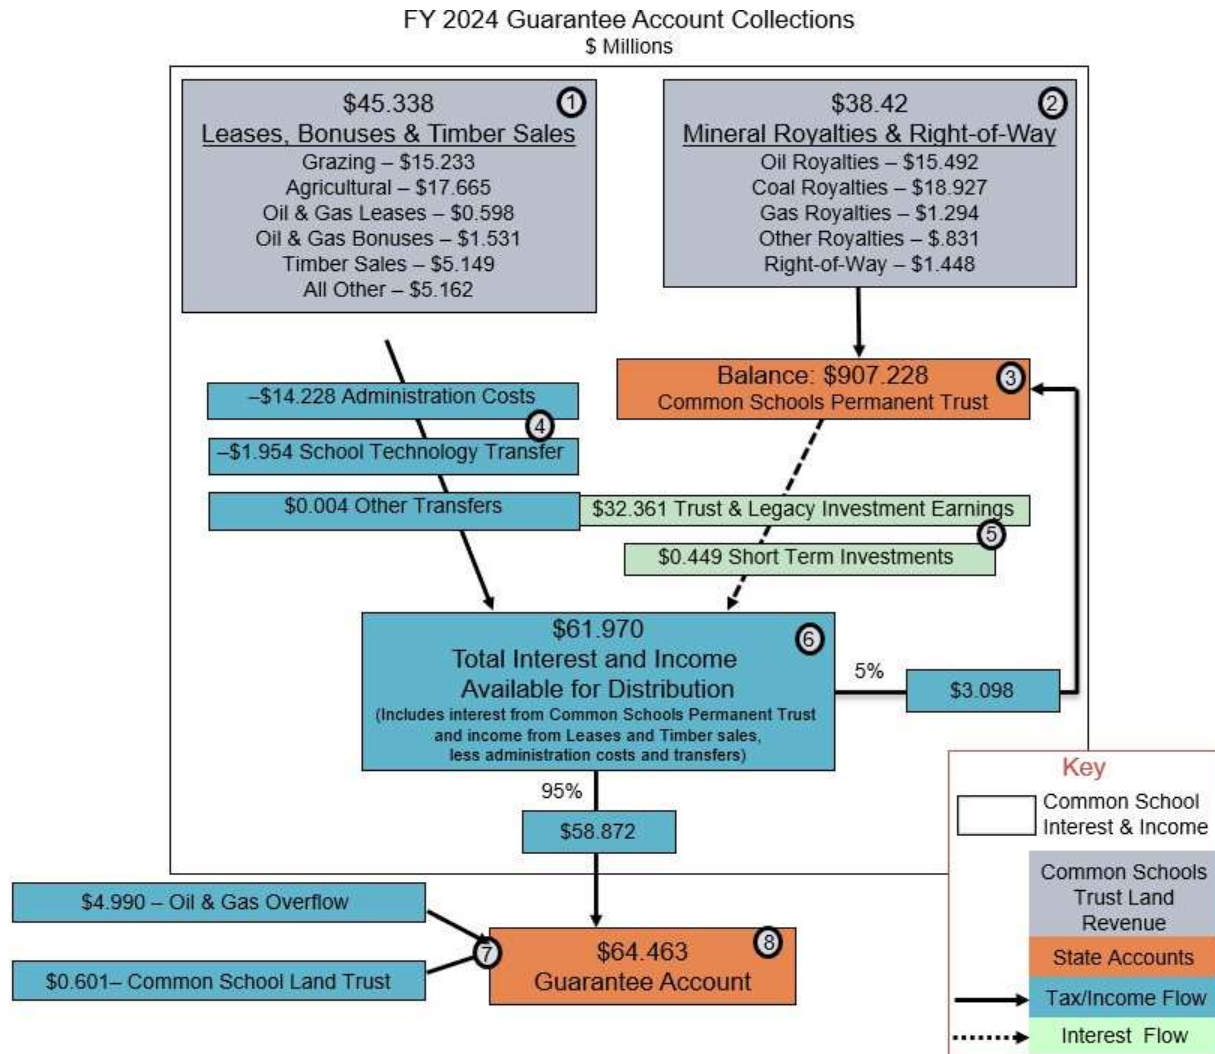 FY 2024 Guarantee Account Collections
$ Millions
$45.338
1
Leases, Bonuses & Timber Sales
Grazing – $15.233
Agricultural – $17.665
Oil & Gas Leases – $0.598
Oil & Gas Bonuses – $1.531
Timber Sales – $5.149
All Other – $5.162
$38.42
2
Mineral Royalties & Right-of-Way
Oil Royalties – $15.492
Coal Royalties – $18.927
Gas Royalties – $1.294
Other Royalties – $.831
Right-of-Way – $1.448
Balance: $907.228
3
Common Schools Permanent Trust
–$14.228 Administration Costs
4
–$1.954 School Technology Transfer
$0.004 Other Transfers
$32.361 Trust & Legacy Investment Earnings
5
$0.449 Short Term Investments
$61.970
6
Total Interest and Income
Available for Distribution
(Includes interest from Common Schools Permanent Trust
and income from Leases and Timber sales,
less administration costs and transfers)
5%
$3.098
95%
$58.872
$4.990 – Oil & Gas Overflow
$0.601– Common School Land Trust
7
$64.463
8
Guarantee Account
Key
Common School
Interest & Income
Common Schools
Trust Land
Revenue
State Accounts
Tax/Income Flow
Interest Flow